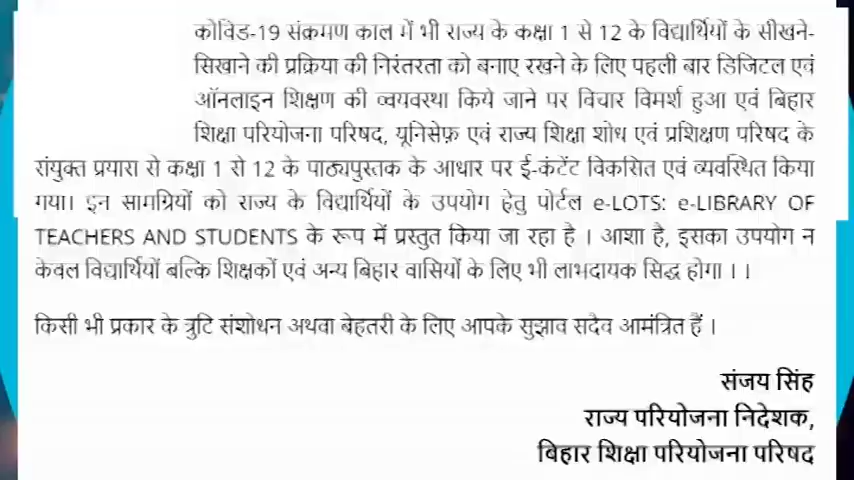 कोविड-19 संक्रमण काल में भी राज्य के कक्षा 1 से 12 के विद्यार्थियों के सीखने-
सिखाने की प्रक्रिया की निरंतरता को बनाए रखने के लिए पहली बार डिजिटल एवं
ऑनलाइन शिक्षण की व्वयवस्था किये जाने पर विचार विमर्श हुआ एवं बिहार
शिक्षा परियोजना परिषद, यूनिसेफ़ एवं राज्य शिक्षा शोध एवं प्रशिक्षण परिषद के
संयुक्त प्रयास से कक्षा 1 से 12 के पाठ्यपुस्तक के आधार पर ई-कंटेंट विकसित एवं व्यवस्थित किया
गया। इन सामग्रियों को राज्य के विद्यार्थियों के उपयोग हेतु पोर्टल e-LOTS: e-LIBRARY OF
TEACHERS AND STUDENTS के रूप में प्रस्तुत किया जा रहा है । आशा है, इसका उपयोग न
केवल विद्यार्थियों बल्कि शिक्षकों एवं अन्य बिहार वासियों के लिए भी लाभदायक सिद्ध होगा । ।
किसी भी प्रकार के त्रुटि संशोधन अथवा बेहतरी के लिए आपके सुझाव सदैव आमंत्रित हैं ।
संजय सिंह
राज्य परियोजना निदेशक,
बिहार शिक्षा परियोजना परिषद